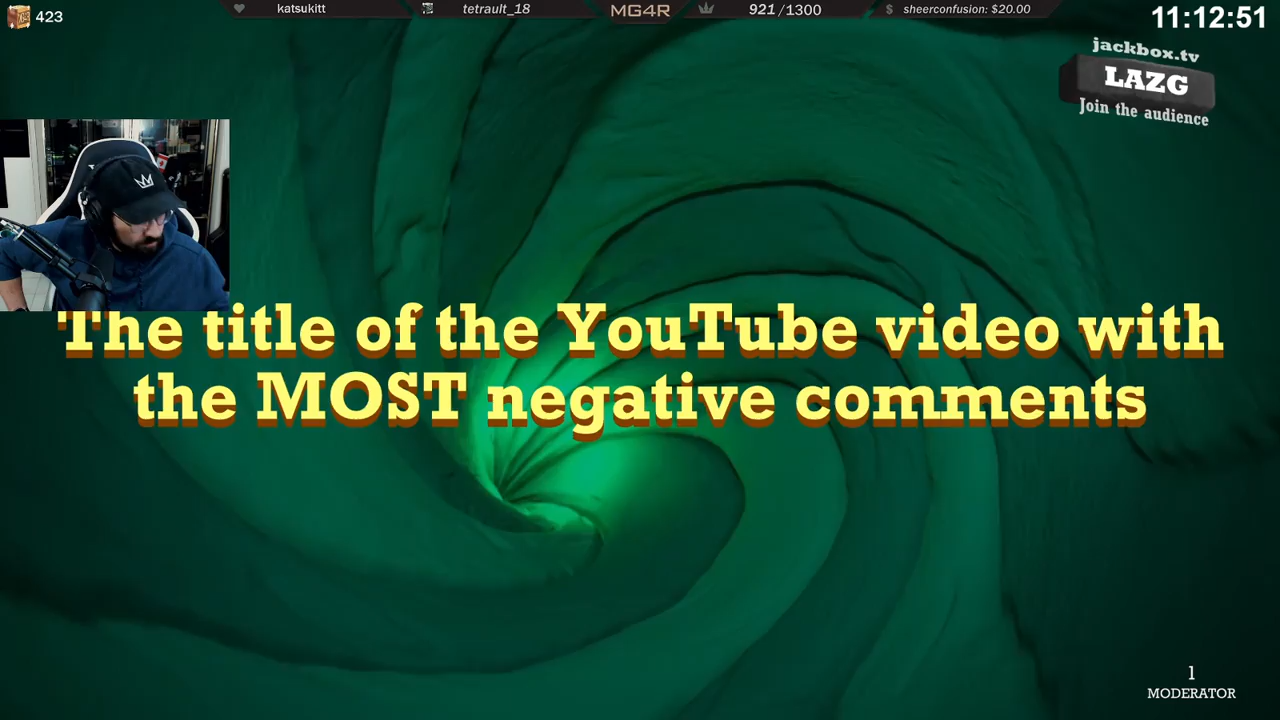 423
katsukitt
tetrault_18
MG4R
921 /1300
$ sheerconfusion: $20.00
11:12:51
jackbox.tv
LAZG
Join the audience
The title of the YouTube video with
the MOST negative comments
1
MODERATOR